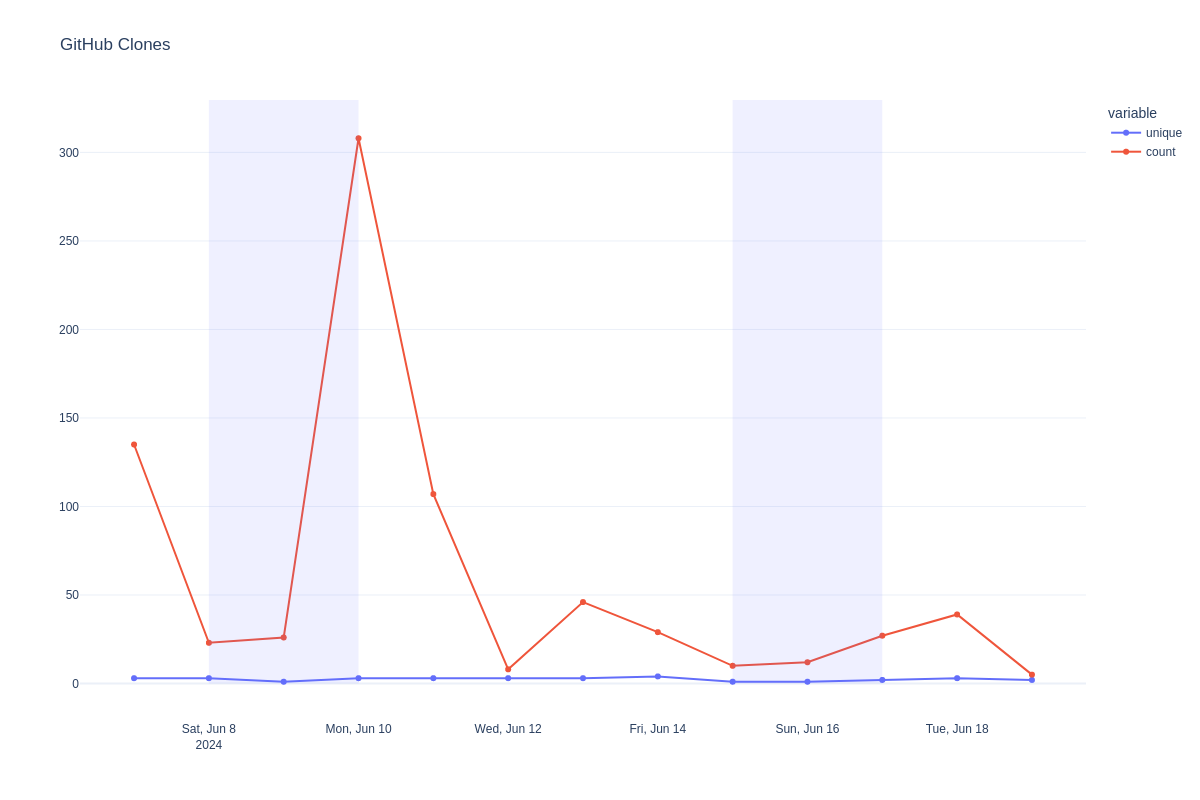 GitHub Clones
variable
unique
count
300
250
200
150
100
50
0
Sat, Jun 8
2024
Mon, Jun 10
Wed, Jun 12
Fri, Jun 14
Sun, Jun 16
Tue, Jun 18